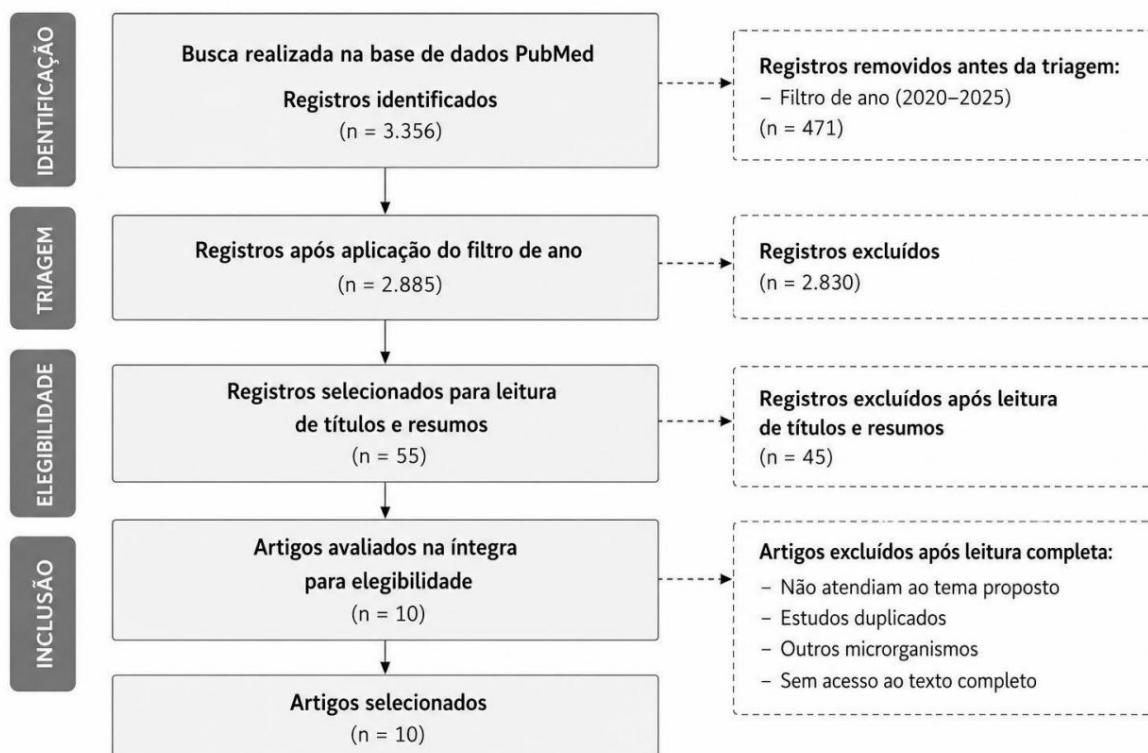 IDENTIFICAÇÃO
Busca realizada na base de dados PubMed
Registros identificados
(n = 3.356)
Registros removidos antes da triagem:
– Filtro de ano (2020–2025)
(n = 471)
TRIAGEM
Registros após aplicação do filtro de ano
(n = 2.885)
Registros excluídos
(n = 2.830)
ELEGIBILIDADE
Registros selecionados para leitura
de títulos e resumos
(n = 55)
Registros excluídos após leitura
de títulos e resumos
(n = 45)
INCLUSÃO
Artigos avaliados na íntegra
para elegibilidade
(n = 10)
Artigos excluídos após leitura completa:
– Não atendiam ao tema proposto
– Estudos duplicados
– Outros microrganismos
– Sem acesso ao texto completo
Artigos selecionados
(n = 10)